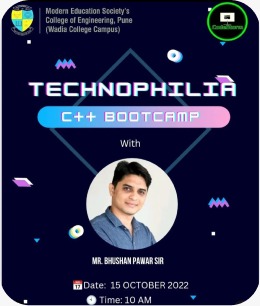 Modern Education Society's
College of Engineering, Pune
(Wadia College Campus)
TECHNOPHILIA
C++ BOOTCAMP
With
MR. BHUSHAN PAWAR SIR
Date: 15 OCTOBER 2022
Time: 10 AM